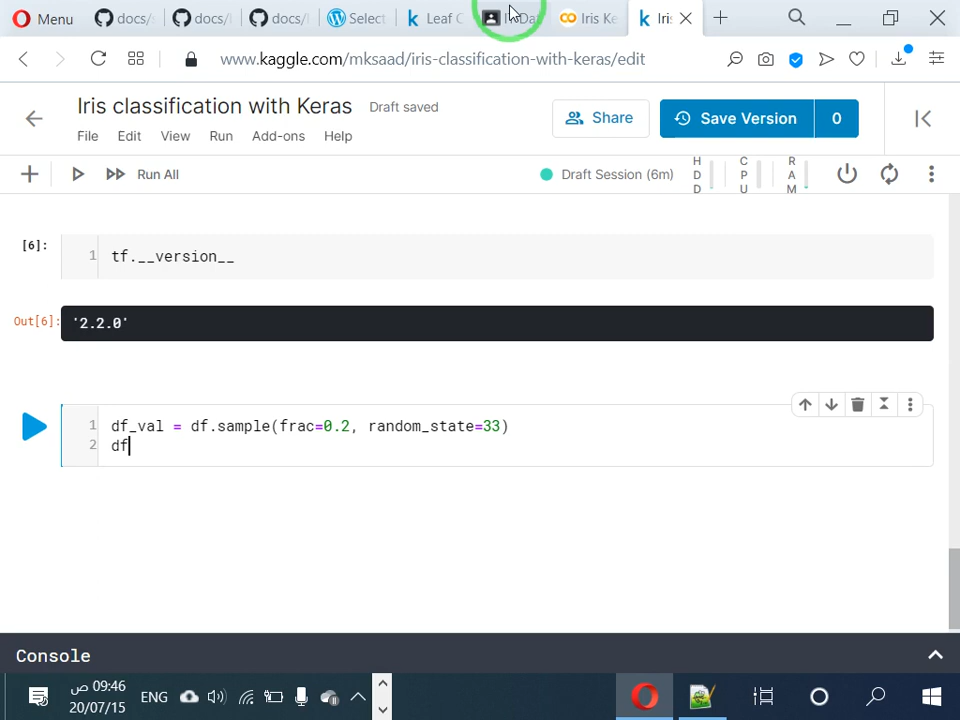 Menu
docs/
docs/
docs/
Select
Leaf C
Iris Ke
Iris
www.kaggle.com/mksaad/iris-classification-with-keras/edit
Iris classification with Keras
Draft saved
Share
Save Version
0
File
Edit
View
Run
Add-ons
Help
Run All
Draft Session (6m)
HDD
CPU
RAM
[6]:
1
tf.__version__
Out[6]:
'2.2.0'
1
df_val = df.sample(frac=0.2, random_state=33)
2
df
Console
09:46 ص
20/07/15
ENG